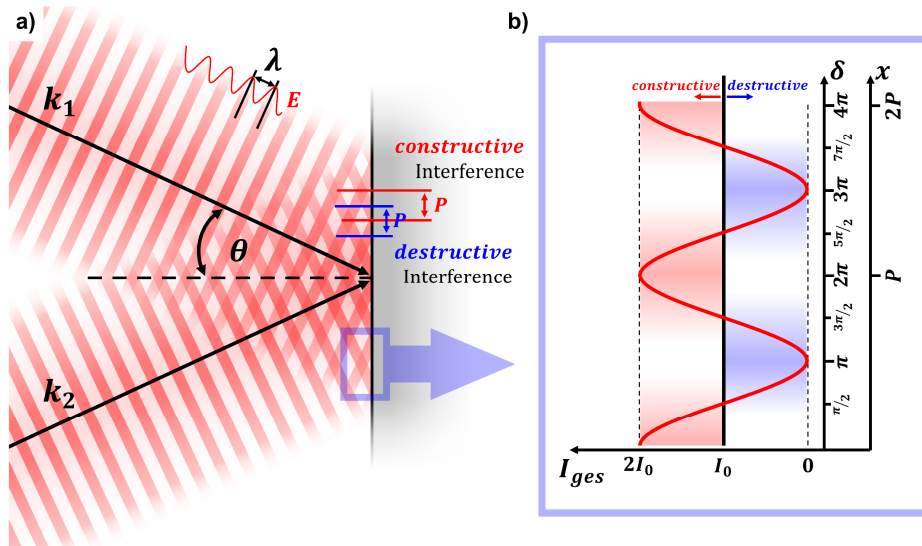 a)
λ
E
k1
constructive
Interference
P
P
θ
destructive
Interference
k2
b)
constructive
destructive
δ
x
4π
2P
7π/2
3π
5π/2
2π
P
3π/2
π
π/2
Iges
2I0
I0
0